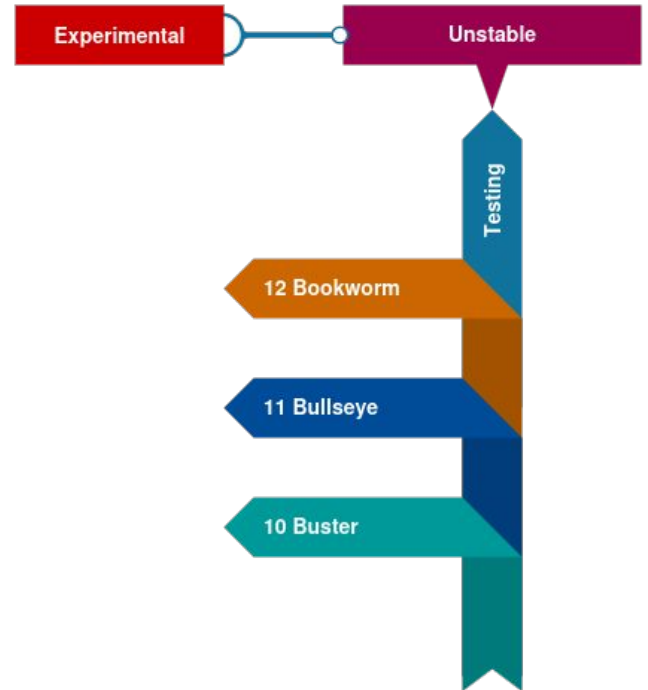 Experimental
Unstable
Testing
12 Bookworm
11 Bullseye
10 Buster